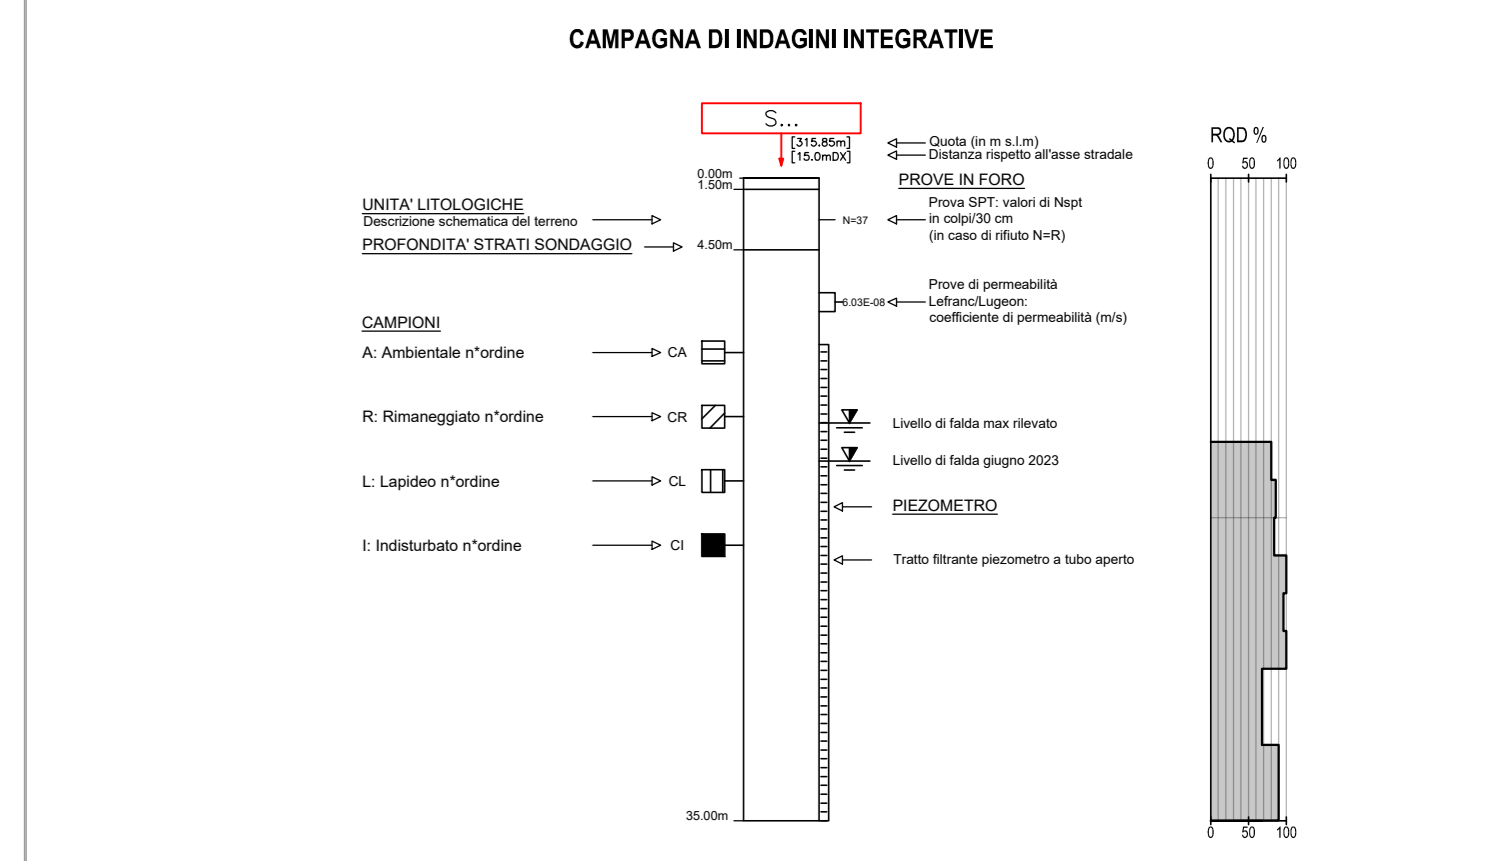 CAMPAGNA DI INDAGINI INTEGRATIVE
S...
[315.85m]
[15.0mDX]
Quota (in m s.l.m)
Distanza rispetto all'asse stradale
0.00m
1.50m
4.50m
35.00m
UNITA' LITOLOGICHE
Descrizione schematica del terreno
PROFONDITA' STRATI SONDAGGIO
PROVE IN FORO
N=37
Prova SPT: valori di Nspt
in colpi/30 cm
(in caso di rifiuto N=R)
6.03E-08
Prove di permeabilità
Lefranc/Lugeon:
coefficiente di permeabilità (m/s)
CAMPIONI
A: Ambientale n*ordine
CA
R: Rimaneggiato n*ordine
CR
L: Lapideo n*ordine
CL
I: Indisturbato n*ordine
CI
Livello di falda max rilevato
Livello di falda giugno 2023
PIEZOMETRO
Tratto filtrante piezometro a tubo aperto
RQD %
0 50 100
0 50 100